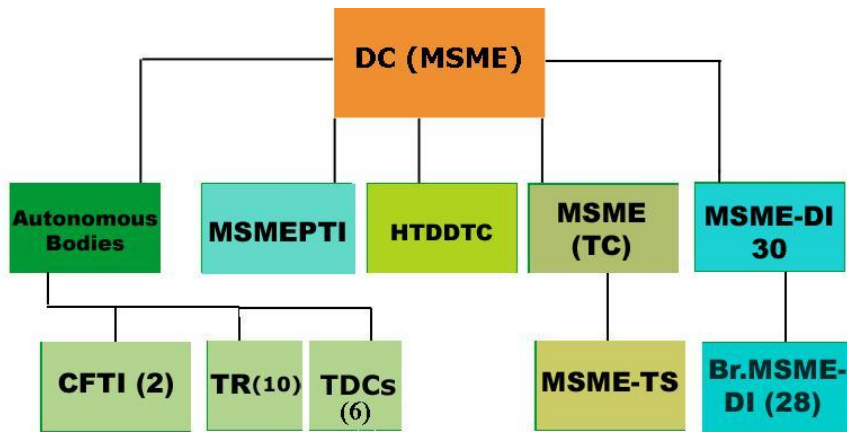 DC (MSME)
Autonomous
Bodies
MSMEPTI
HTDDTC
MSME
(TC)
MSME-DI
30
CFTI (2)
TR(10)
TDCs
(6)
MSME-TS
Br.MSME-
DI (28)